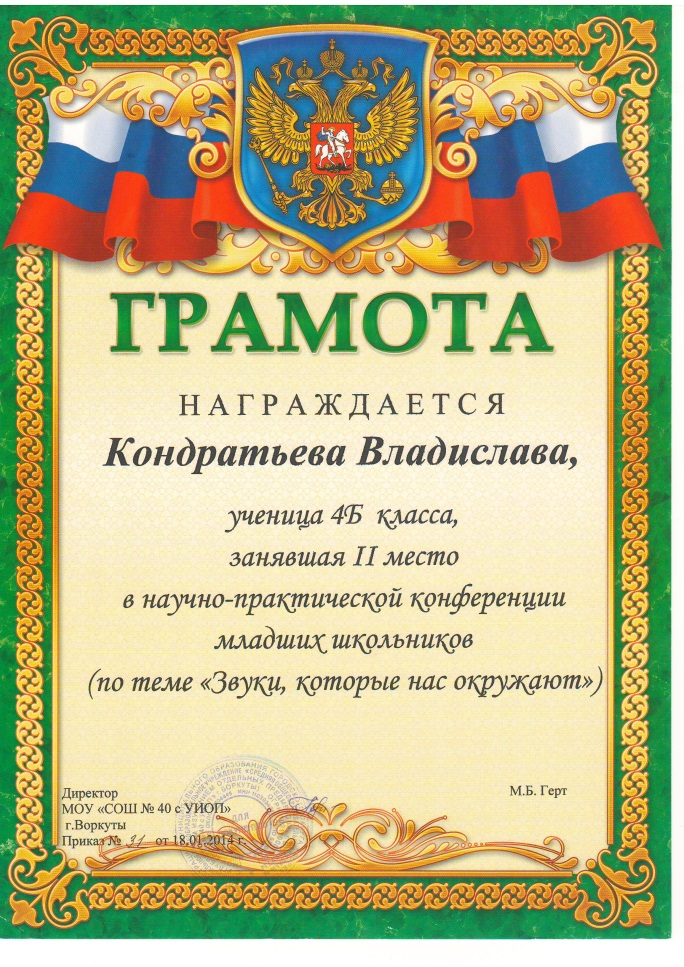 ГРАМОТА
НАГРАЖДАЕТСЯ
Кондратьева Владислава,
ученица 4Б класса,
занявшая II место
в научно-практической конференции
младших школьников
(по теме «Звуки, которые нас окружают»)
Директор
МОУ «СОШ № 40 с УИОП»
г.Воркуты
Приказ № 31 от 18.01.2014 г.
М.Б. Герт